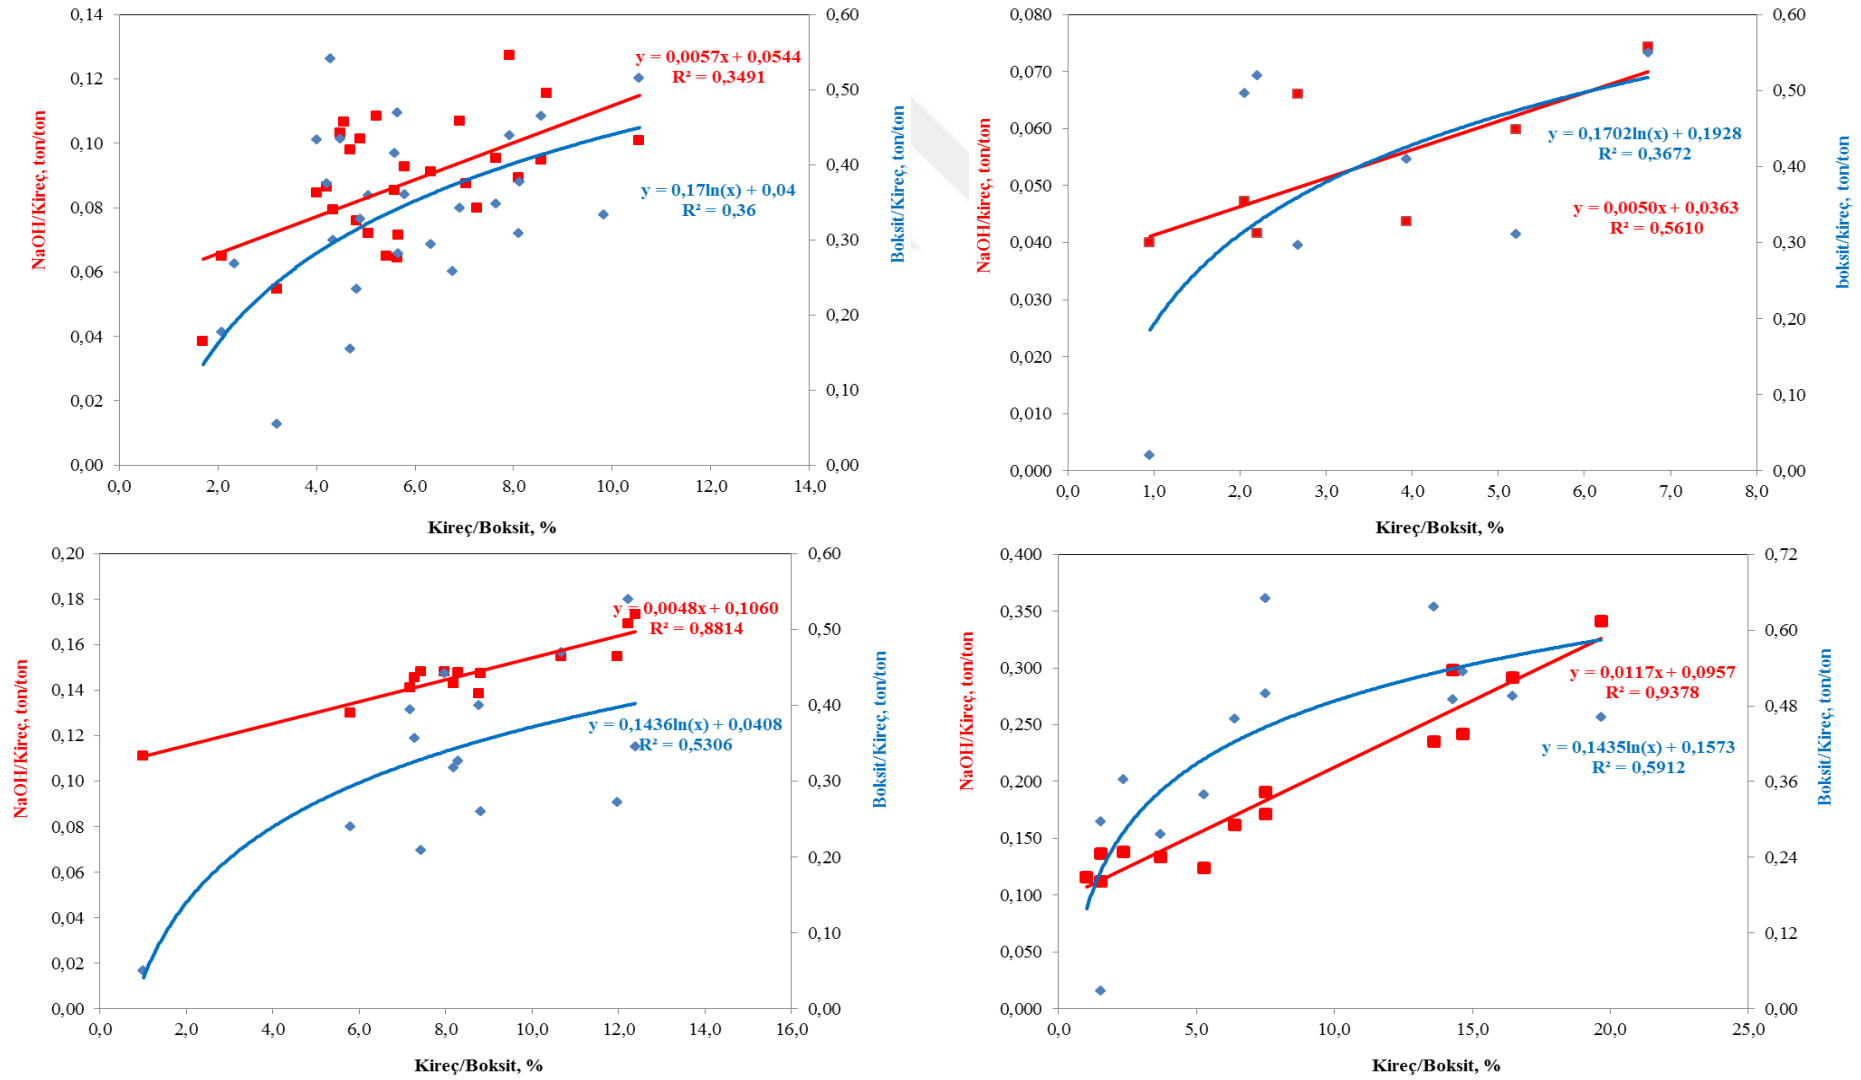 0,14
0,12
0,10
0,08
0,06
0,04
0,02
0,00
NaOH/Kireç, ton/ton
0,60
0,50
0,40
0,30
0,20
0,10
0,00
Boksit/Kireç, ton/ton
y = 0,0057x + 0,0544
R² = 0,3491
y = 0,17ln(x) + 0,04
R² = 0,36
0,0 2,0 4,0 6,0 8,0 10,0 12,0 14,0
Kireç/Boksit, %
0,080
0,070
0,060
0,050
0,040
0,030
0,020
0,010
0,000
NaOH/kireç, ton/ton
0,60
0,50
0,40
0,30
0,20
0,10
0,00
boksit/kireç, ton/ton
y = 0,1702ln(x) + 0,1928
R² = 0,3672
y = 0,0050x + 0,0363
R² = 0,5610
0,0 1,0 2,0 3,0 4,0 5,0 6,0 7,0 8,0
Kireç/Boksit, %
0,20
0,18
0,16
0,14
0,12
0,10
0,08
0,06
0,04
0,02
0,00
NaOH/Kireç, ton/ton
0,60
0,50
0,40
0,30
0,20
0,10
0,00
Boksit/Kireç, ton/ton
y = 0,0048x + 0,1060
R² = 0,8814
y = 0,1436ln(x) + 0,0408
R² = 0,5306
0,0 2,0 4,0 6,0 8,0 10,0 12,0 14,0 16,0
Kireç/Boksit, %
0,400
0,350
0,300
0,250
0,200
0,150
0,100
0,050
0,000
NaOH/Kireç, ton/ton
0,72
0,60
0,48
0,36
0,24
0,12
0,00
Boksit/Kireç, ton/ton
y = 0,0117x + 0,0957
R² = 0,9378
y = 0,1435ln(x) + 0,1573
R² = 0,5912
0,0 5,0 10,0 15,0 20,0 25,0
Kireç/Boksit, %